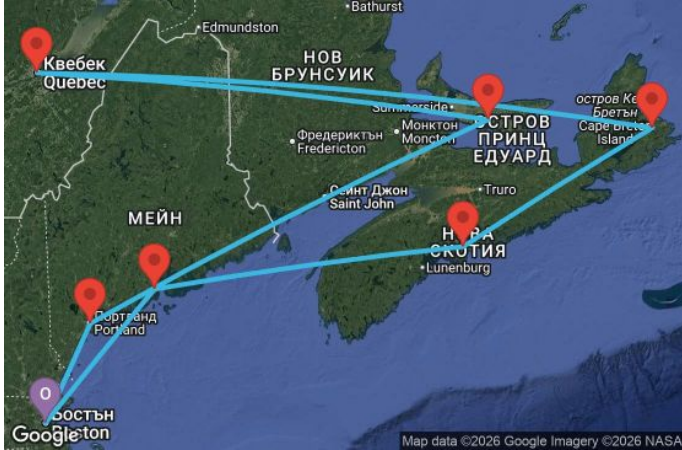 Bathurst
Edmundston
НОВ
БРУНСУИК
Квебек
Quebec
Summerside
остров
Бретън
Cape Breton
Island
ОСТРОВ
ПРИНЦ
ЕДУАРД
Монктон
Moncton
Фредериктън
Fredericton
Сейнт Джон
Saint John
Truro
МЕЙН
НОВА
СКОТИЯ
Lunenburg
Портланд
Portland
O
Бостън
Boston
Google
Map data ©2026 Google Imagery ©2026 NASA